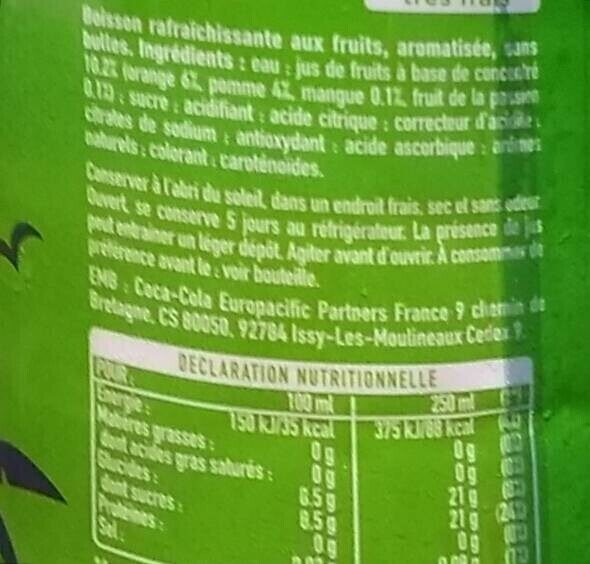 Boisson rafraîchissante aux fruits, aromatisée, sans
bulles. Ingrédients : eau ; jus de fruits à base de concentré
10.2% (orange 6%, pomme 4%, mangue 0.1%, fruit de la passion
0.1%) ; sucre ; acidifiant : acide citrique ; correcteur d'acidité :
citrates de sodium ; antioxydant : acide ascorbique ; arômes
naturels ; colorant : caroténoïdes.
Conserver à l'abri du soleil, dans un endroit frais, sec et sans odeur.
Ouvert, se conserve 5 jours au réfrigérateur. La présence de jus
peut entraîner un léger dépôt. Agiter avant d'ouvrir. À consommer de
préférence avant le : voir bouteille.
EMB : Coca-Cola Europacific Partners France 9 chemin de
Bretagne, CS 80050, 92784 Issy-Les-Moulineaux Cedex 9.
DECLARATION NUTRITIONNELLE
POUR : 100 ml 250 ml
Énergie : 150 kJ/35 kcal 375 kJ/88 kcal
Matières grasses : 0 g 0 g
dont acides gras saturés : 0 g 0 g
Glucides : 8.5 g 21 g
dont sucres : 8.5 g 21 g
Protéines : 0 g 0 g
Sel :